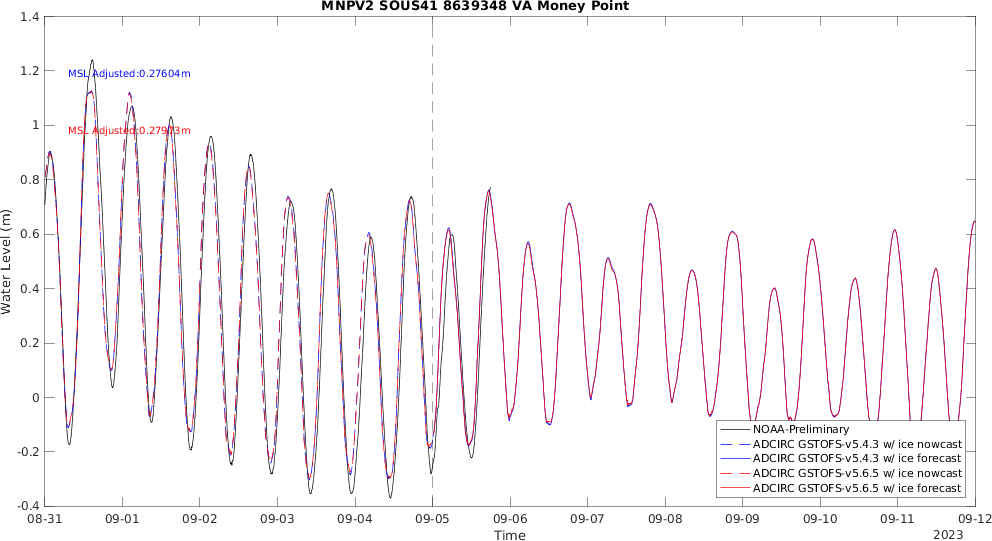 MNPV2 SOUS41 8639348 VA Money Point
1.4
1.2
1
0.8
0.6
0.4
0.2
0
-0.2
-0.4
Water Level (m)
MSL Adjusted:0.27604m
MSL Adjusted:0.27973m
NOAA-Preliminary
ADCIRC GSTOFS-v5.4.3 w/ ice nowcast
ADCIRC GSTOFS-v5.4.3 w/ ice forecast
ADCIRC GSTOFS-v5.6.5 w/ ice nowcast
ADCIRC GSTOFS-v5.6.5 w/ ice forecast
08-31 09-01 09-02 09-03 09-04 09-05 09-06 09-07 09-08 09-09 09-10 09-11 09-12
Time
2023